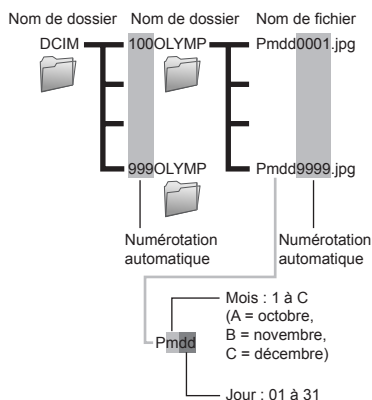 Nom de dossier Nom de dossier Nom de fichier
DCIM 100OLYMP Pmdd0001.jpg
999OLYMP Pmdd9999.jpg
Numérotation automatique
Numérotation automatique
Pmdd
Mois : 1 à C
(A = octobre,
B = novembre,
C = décembre)
Jour : 01 à 31